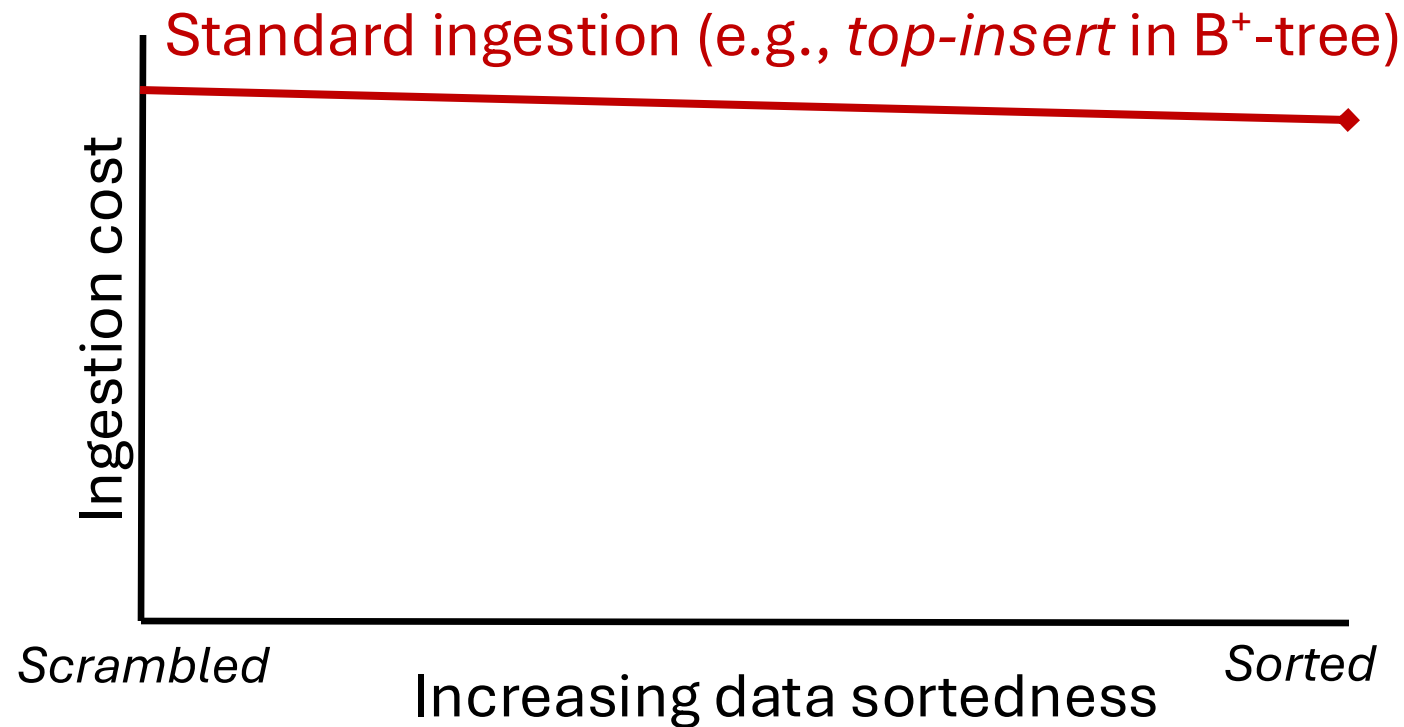 Standard ingestion (e.g., top-insert in B⁺-tree)
Ingestion cost
Scrambled
Sorted
Increasing data sortedness